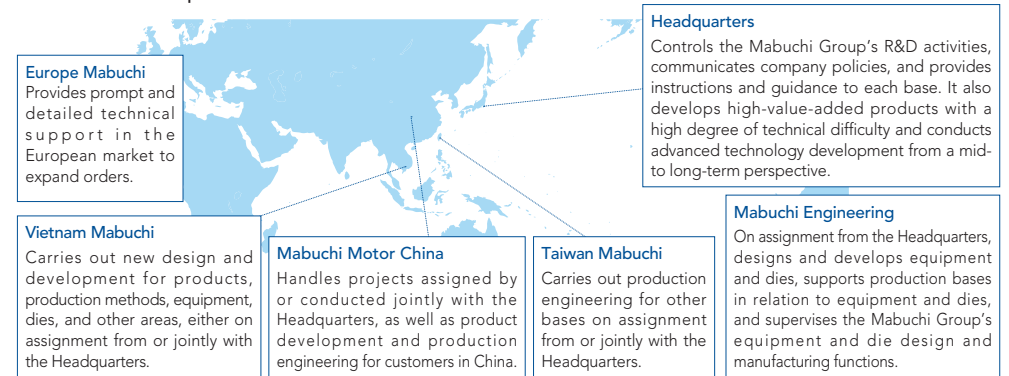 Headquarters
Controls the Mabuchi Group's R&D activities,
communicates company policies, and provides
instructions and guidance to each base. It also
develops high-value-added products with a
high degree of technical difficulty and conducts
advanced technology development from a mid-
to long-term perspective.
Europe Mabuchi
Provides prompt and
detailed technical
support in the
European market to
expand orders.
Vietnam Mabuchi
Carries out new design and
development for products,
production methods, equipment,
dies, and other areas, either on
assignment from or jointly with
the Headquarters.
Mabuchi Motor China
Handles projects assigned by
or conducted jointly with the
Headquarters, as well as product
development and production
engineering for customers in China.
Taiwan Mabuchi
Carries out production
engineering for other
bases on assignment
from or jointly with the
Headquarters.
Mabuchi Engineering
On assignment from the Headquarters,
designs and develops equipment
and dies, supports production bases
in relation to equipment and dies,
and supervises the Mabuchi Group's
equipment and die design and
manufacturing functions.